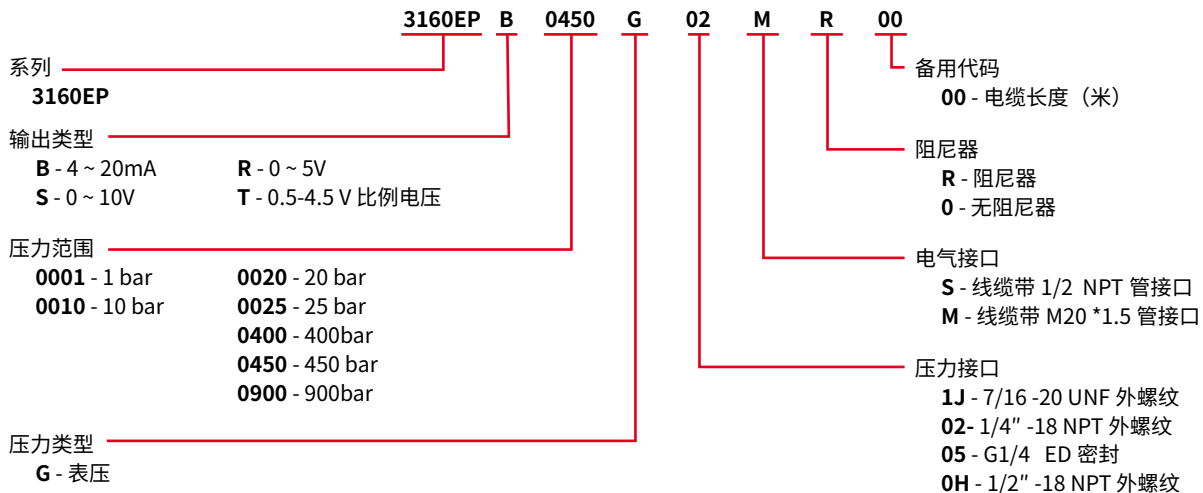 3160EP B 0450 G 02 M R 00
系列
3160EP
输出类型
B - 4 ~ 20mA R - 0 ~ 5V
S - 0 ~ 10V T - 0.5-4.5 V 比例电压
压力范围
0001 - 1 bar 0020 - 20 bar
0010 - 10 bar 0025 - 25 bar
0400 - 400bar
0450 - 450 bar
0900 - 900bar
压力类型
G - 表压
备用代码
00 - 电缆长度（米）
阻尼器
R - 阻尼器
0 - 无阻尼器
电气接口
S - 线缆带 1/2 NPT 管接口
M - 线缆带 M20 *1.5 管接口
压力接口
1J - 7/16 -20 UNF 外螺纹
02- 1/4" -18 NPT 外螺纹
05 - G1/4 ED 密封
0H - 1/2" -18 NPT 外螺纹